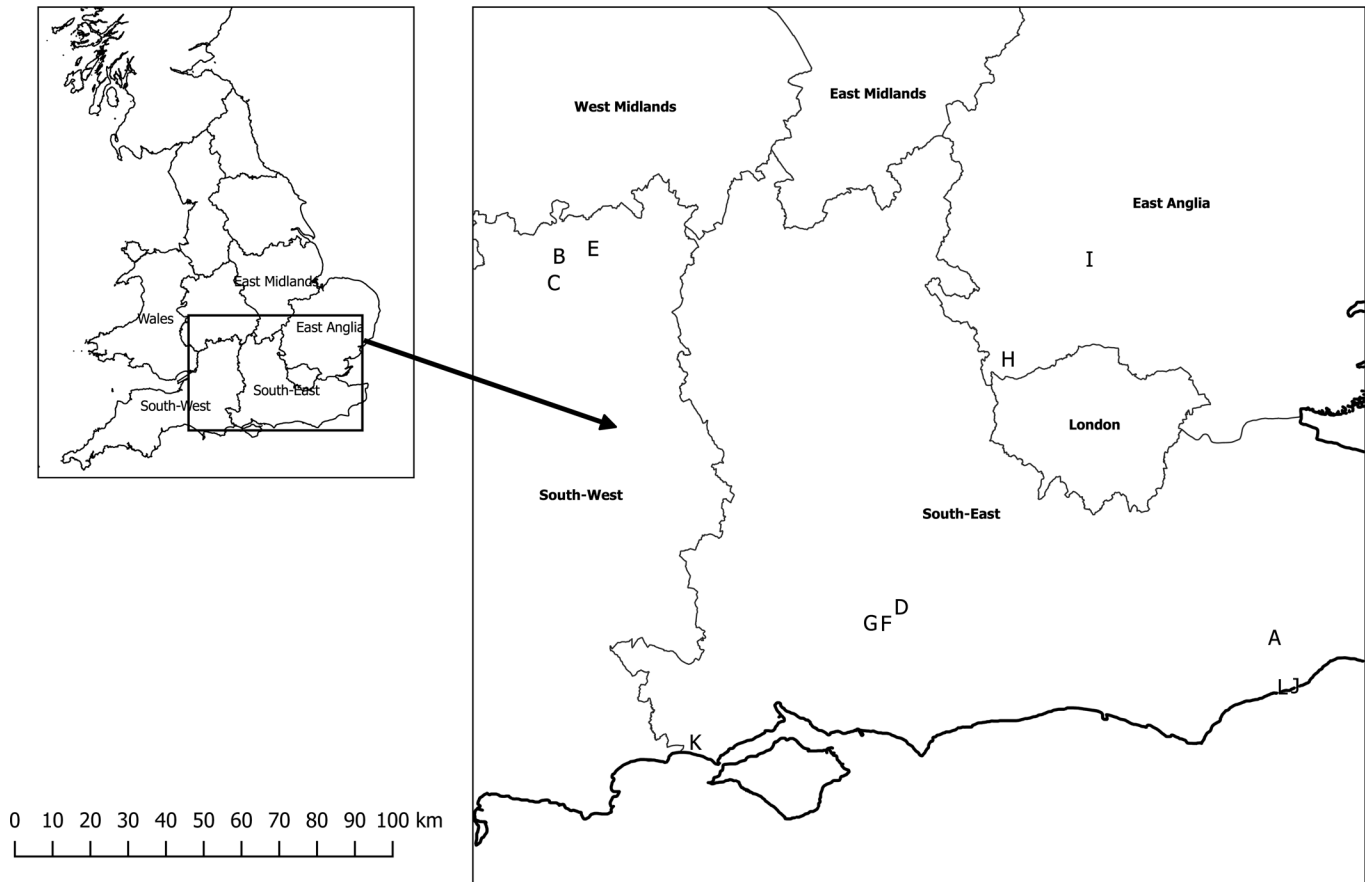 East Midlands
Wales
East Anglia
South-East
South-West
West Midlands
East Midlands
East Anglia
B
E
C
I
H
London
South-West
South-East
D
G F
A
L J
K
0 10 20 30 40 50 60 70 80 90 100 km